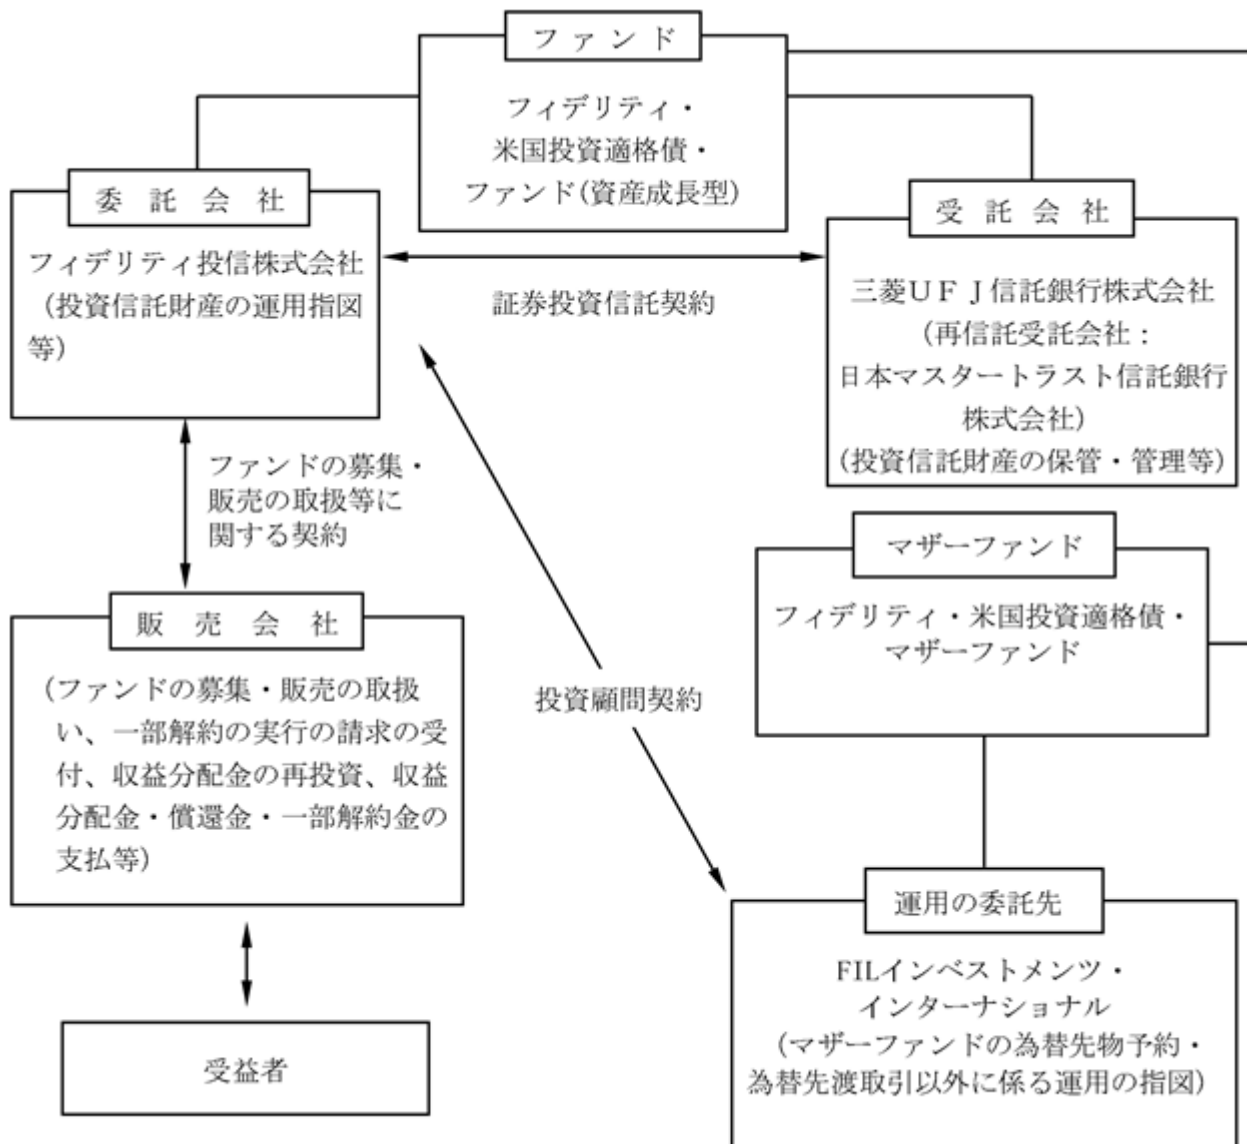 ファンド
フィデリティ・
米国投資適格債・
ファンド(資産成長型)
委託会社
フィデリティ投信株式会社
(投資信託財産の運用指図
等)
証券投資信託契約
受託会社
三菱ＵＦＪ信託銀行株式会社
(再信託受託会社：
日本マスタートラスト信託銀行
株式会社)
(投資信託財産の保管・管理等)
ファンドの募集・
販売の取扱等に
関する契約
マザーファンド
フィデリティ・米国投資適格債・
マザーファンド
販売会社
(ファンドの募集・販売の取扱
い、一部解約の実行の請求の受
付、収益分配金の再投資、収益
分配金・償還金・一部解約金の
支払等)
投資顧問契約
運用の委託先
FILインベストメンツ・
インターナショナル
(マザーファンドの為替先物予約・
為替先渡取引以外に係る運用の指図)
受益者